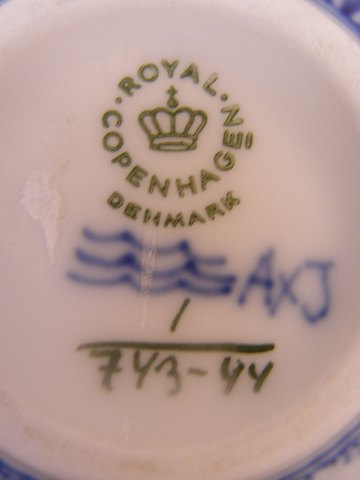 · ROYAL ·
COPENHAGEN
DENMARK
AXJ
1
743-44